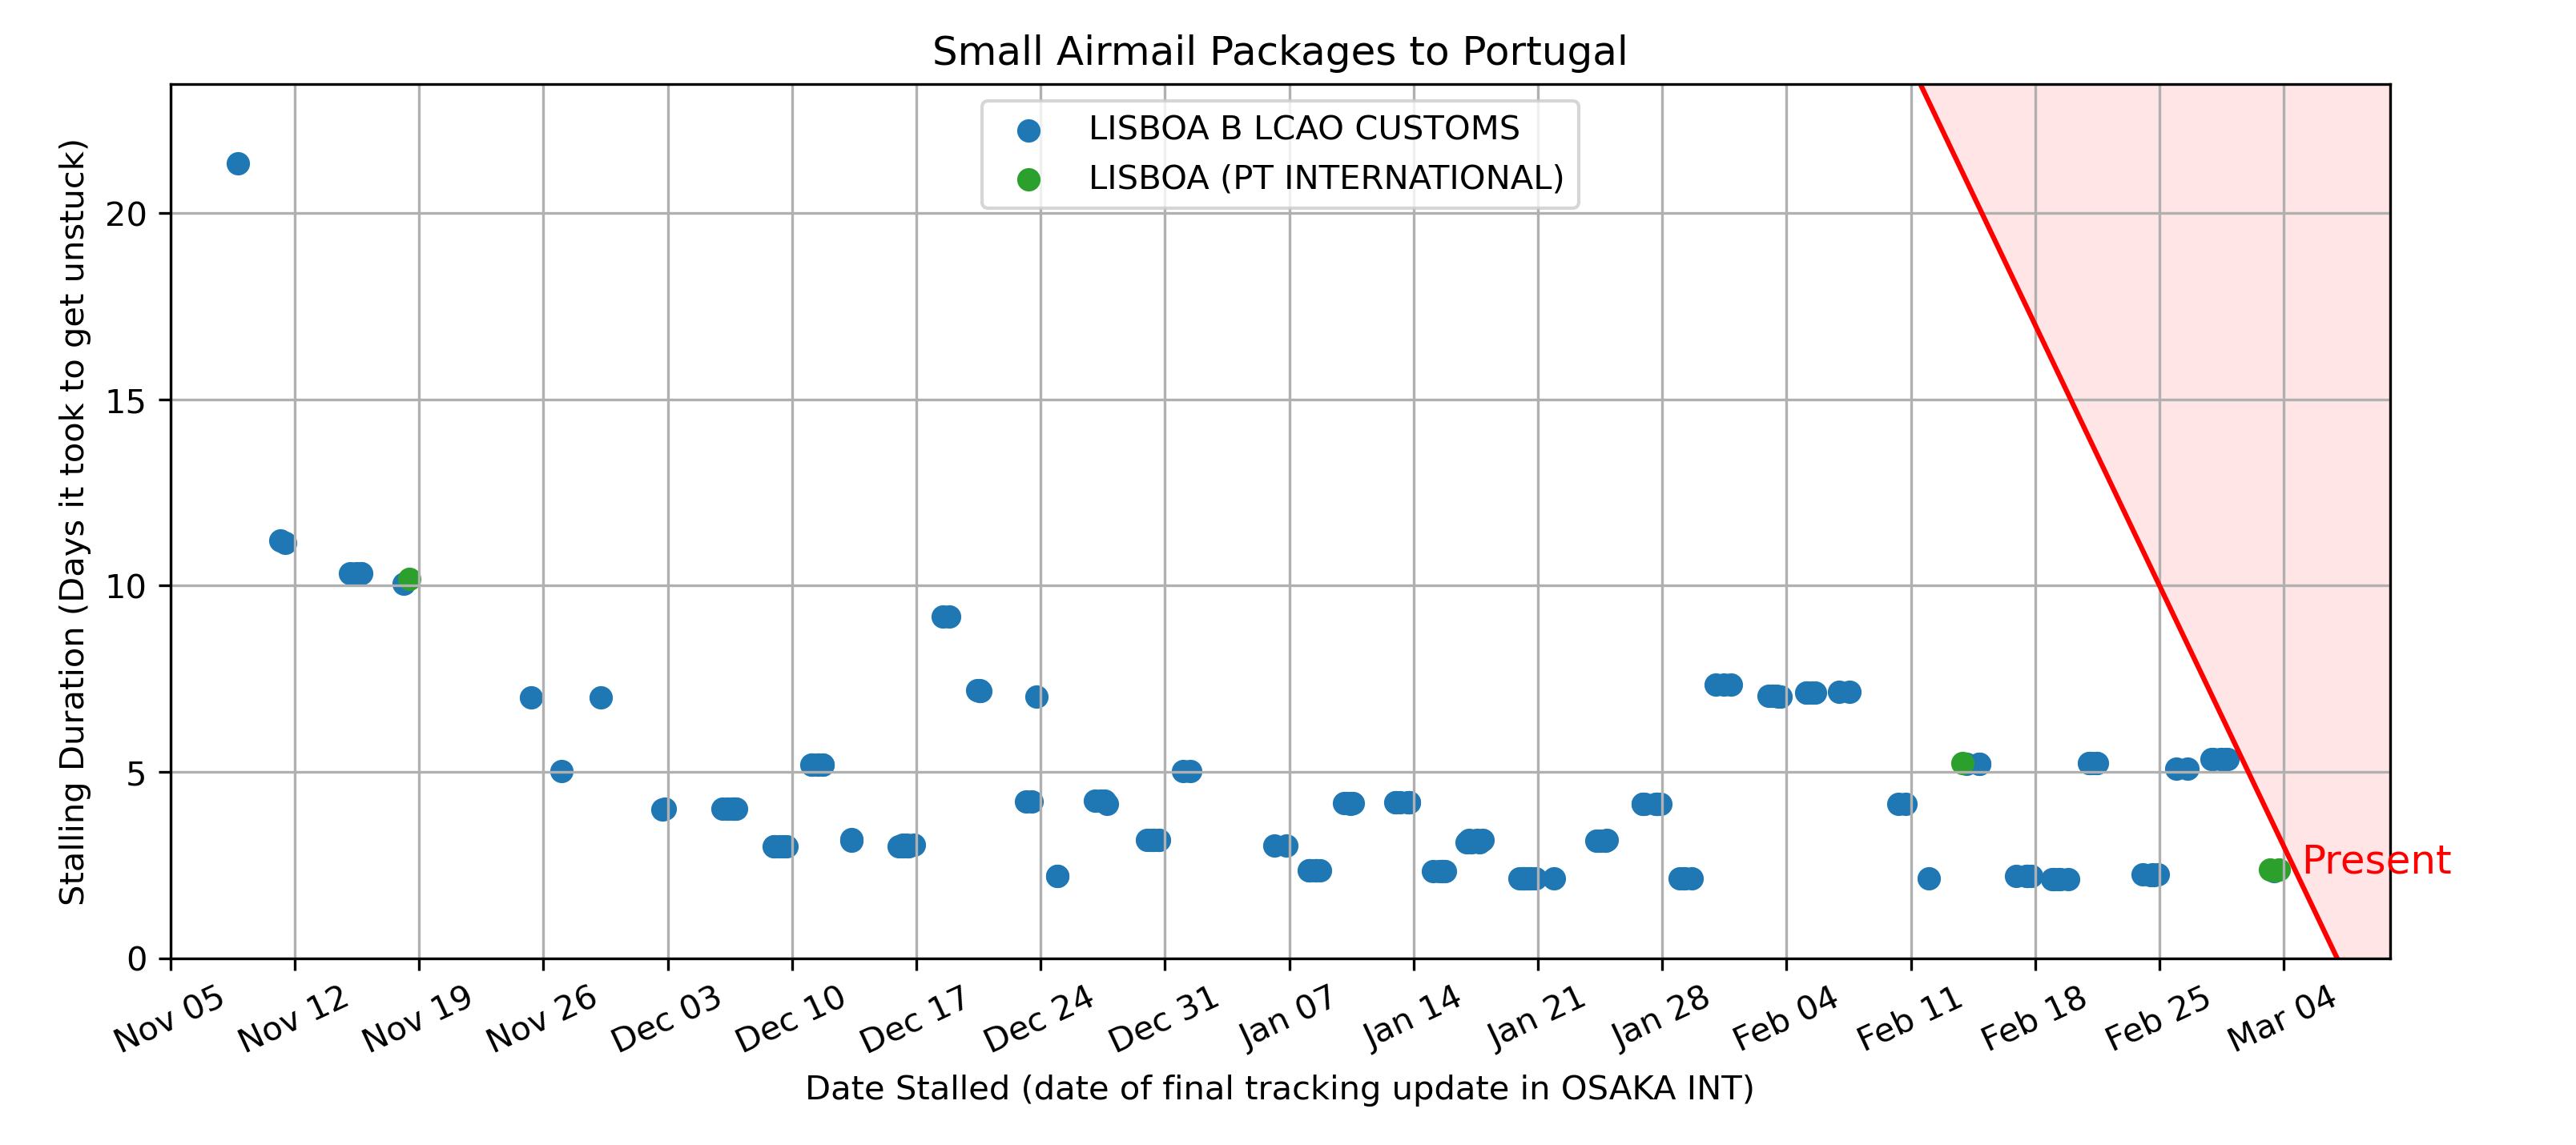 Small Airmail Packages to Portugal
LISBOA B LCAO CUSTOMS
LISBOA (PT INTERNATIONAL)
Stalling Duration (Days it took to get unstuck)
20
15
10
5
0
Present
Nov 05
Nov 12
Nov 19
Nov 26
Dec 03
Dec 10
Dec 17
Dec 24
Dec 31
Jan 07
Jan 14
Jan 21
Jan 28
Feb 04
Feb 11
Feb 18
Feb 25
Mar 04
Date Stalled (date of final tracking update in OSAKA INT)